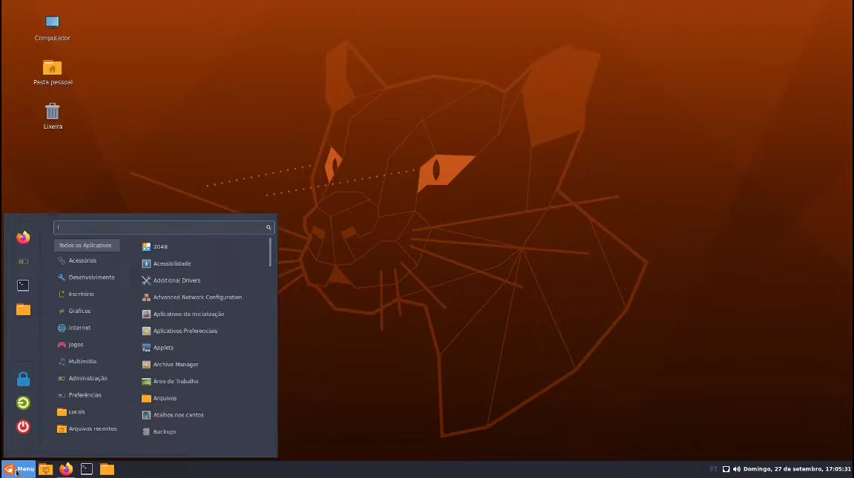 Computador
Pasta pessoal
Lixeira
Todos os Aplicativos
Acessórios
Desenvolvimento
Escritório
Gráficos
Internet
Jogos
Multimídia
Administração
Preferências
Locais
Arquivos recentes
2048
Acessibilidade
Additional Drivers
Advanced Network Configuration
Aplicativos da Inicialização
Aplicativos Preferenciais
Applets
Archive Manager
Área de Trabalho
Arquivos
Atalhos nos cantos
Backups
Menu
PT
Domingo, 27 de setembro, 17:05:31